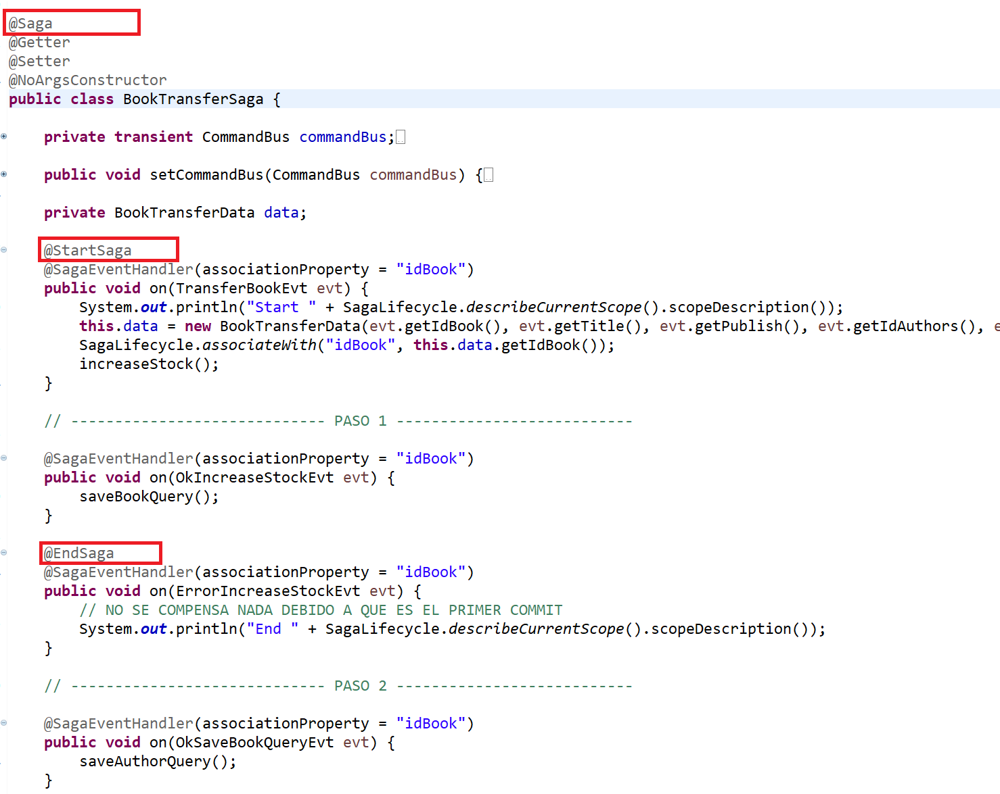 @Saga
@Getter
@Setter
@NoArgsConstructor
public class BookTransferSaga {
private transient CommandBus commandBus;
public void setCommandBus(CommandBus commandBus) {
private BookTransferData data;
@StartSaga
@SagaEventHandler(associationProperty = "idBook")
public void on(TransferBookEvt evt) {
System.out.println("Start " + SagaLifecycle.describeCurrentScope().scopeDescription());
this.data = new BookTransferData(evt.getIdBook(), evt.getTitle(), evt.getPublish(), evt.getIdAuthors(), e
SagaLifecycle.associateWith("idBook", this.data.getIdBook());
increaseStock();
}
// ----------------------------- PASO 1 ---------------------------
@SagaEventHandler(associationProperty = "idBook")
public void on(OkIncreaseStockEvt evt) {
saveBookQuery();
}
@EndSaga
@SagaEventHandler(associationProperty = "idBook")
public void on(ErrorIncreaseStockEvt evt) {
// NO SE COMPENSA NADA DEBIDO A QUE ES EL PRIMER COMMIT
System.out.println("End " + SagaLifecycle.describeCurrentScope().scopeDescription());
}
// ----------------------------- PASO 2 ---------------------------
@SagaEventHandler(associationProperty = "idBook")
public void on(OkSaveBookQueryEvt evt) {
saveAuthorQuery();
}